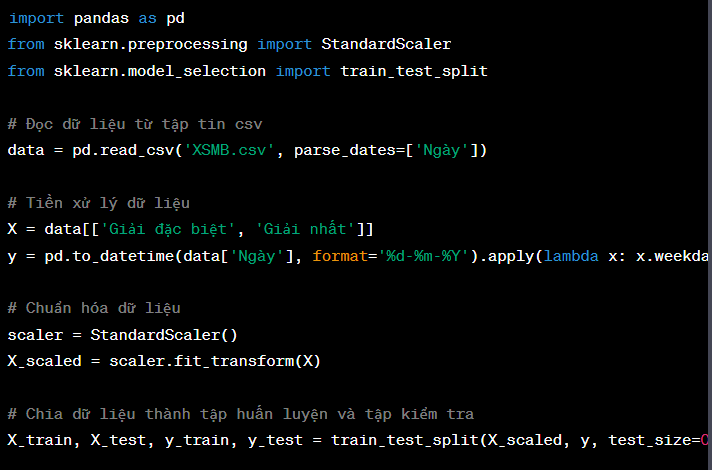 import pandas as pd
from sklearn.preprocessing import StandardScaler
from sklearn.model_selection import train_test_split
# Đọc dữ liệu từ tập tin csv
data = pd.read_csv('XSMB.csv', parse_dates=['Ngày'])
# Tiền xử lý dữ liệu
X = data[['Giải đặc biệt', 'Giải nhất']]
y = pd.to_datetime(data['Ngày'], format='%d-%m-%Y').apply(lambda x: x.weekda
# Chuẩn hóa dữ liệu
scaler = StandardScaler()
X_scaled = scaler.fit_transform(X)
# Chia dữ liệu thành tập huấn luyện và tập kiểm tra
X_train, X_test, y_train, y_test = train_test_split(X_scaled, y, test_size=